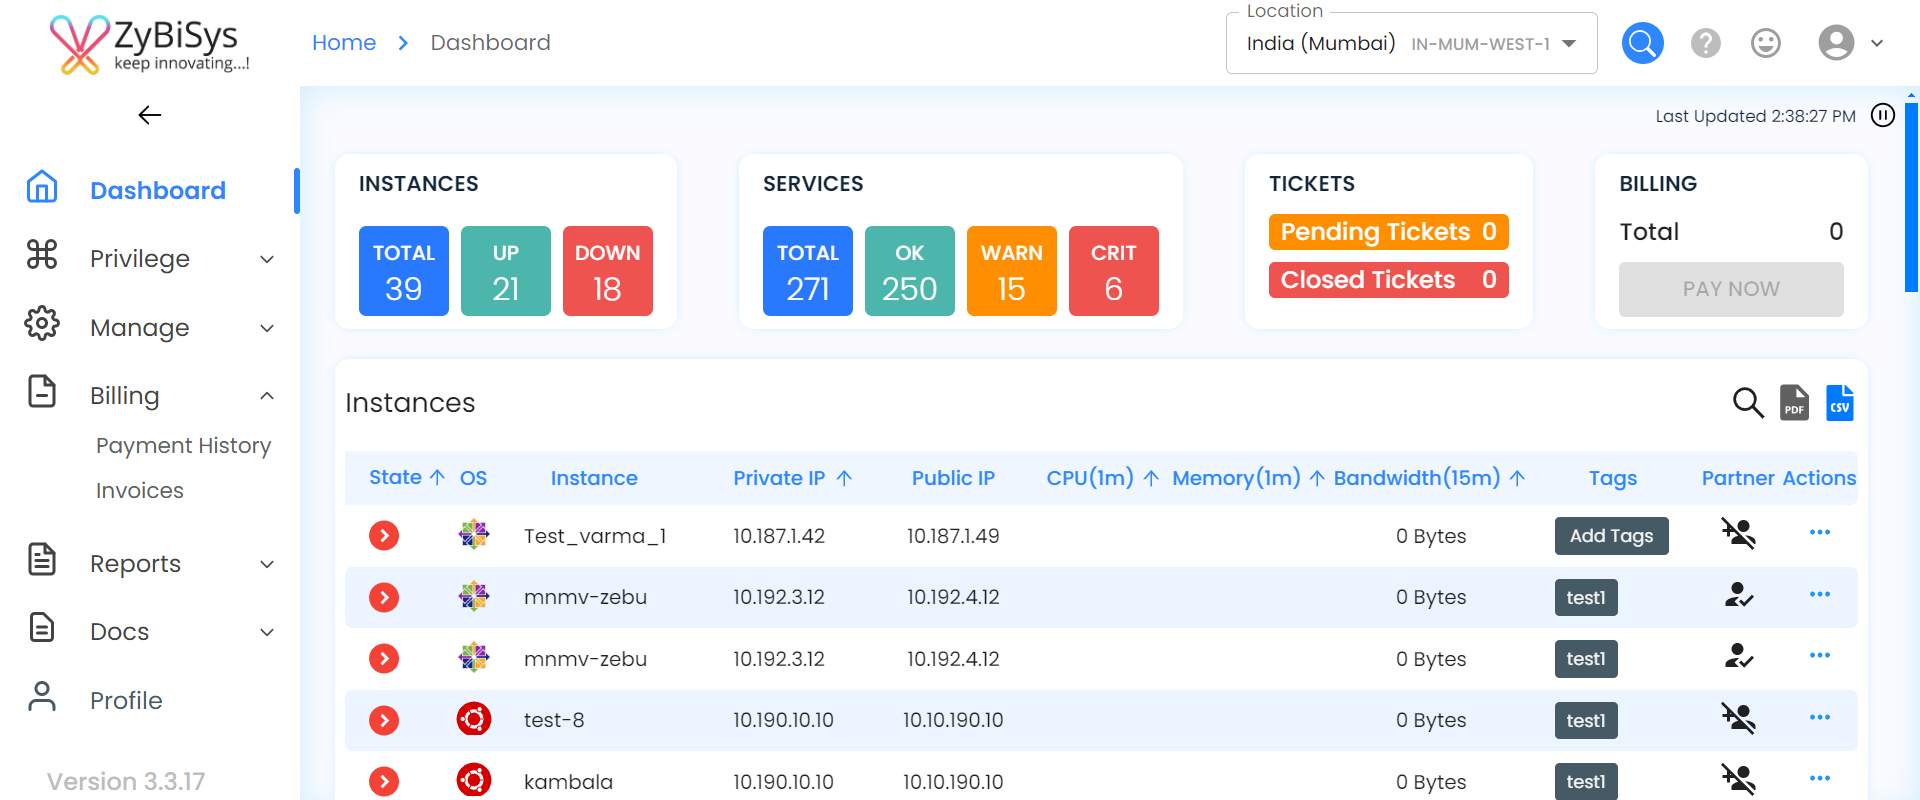 ZyBiSys
keep innovating...!
Home > Dashboard
Location
India (Mumbai) IN-MUM-WEST-1
?
Last Updated 2:38:27 PM
Dashboard
Privilege
Manage
Billing
Payment History
Invoices
Reports
Docs
Profile
Version 3.3.17
INSTANCES
TOTAL 39
UP 21
DOWN 18
SERVICES
TOTAL 271
OK 250
WARN 15
CRIT 6
TICKETS
Pending Tickets 0
Closed Tickets 0
BILLING
Total 0
PAY NOW
Instances
PDF
CSV
State OS Instance Private IP Public IP CPU(1m) Memory(1m) Bandwidth(15m) Tags Partner Actions
Test_varma_1 10.187.1.42 10.187.1.49 0 Bytes Add Tags
mnmv-zebu 10.192.3.12 10.192.4.12 0 Bytes test1
mnmv-zebu 10.192.3.12 10.192.4.12 0 Bytes test1
test-8 10.190.10.10 10.10.190.10 0 Bytes test1
kambala 10.190.10.10 10.10.190.10 0 Bytes test1